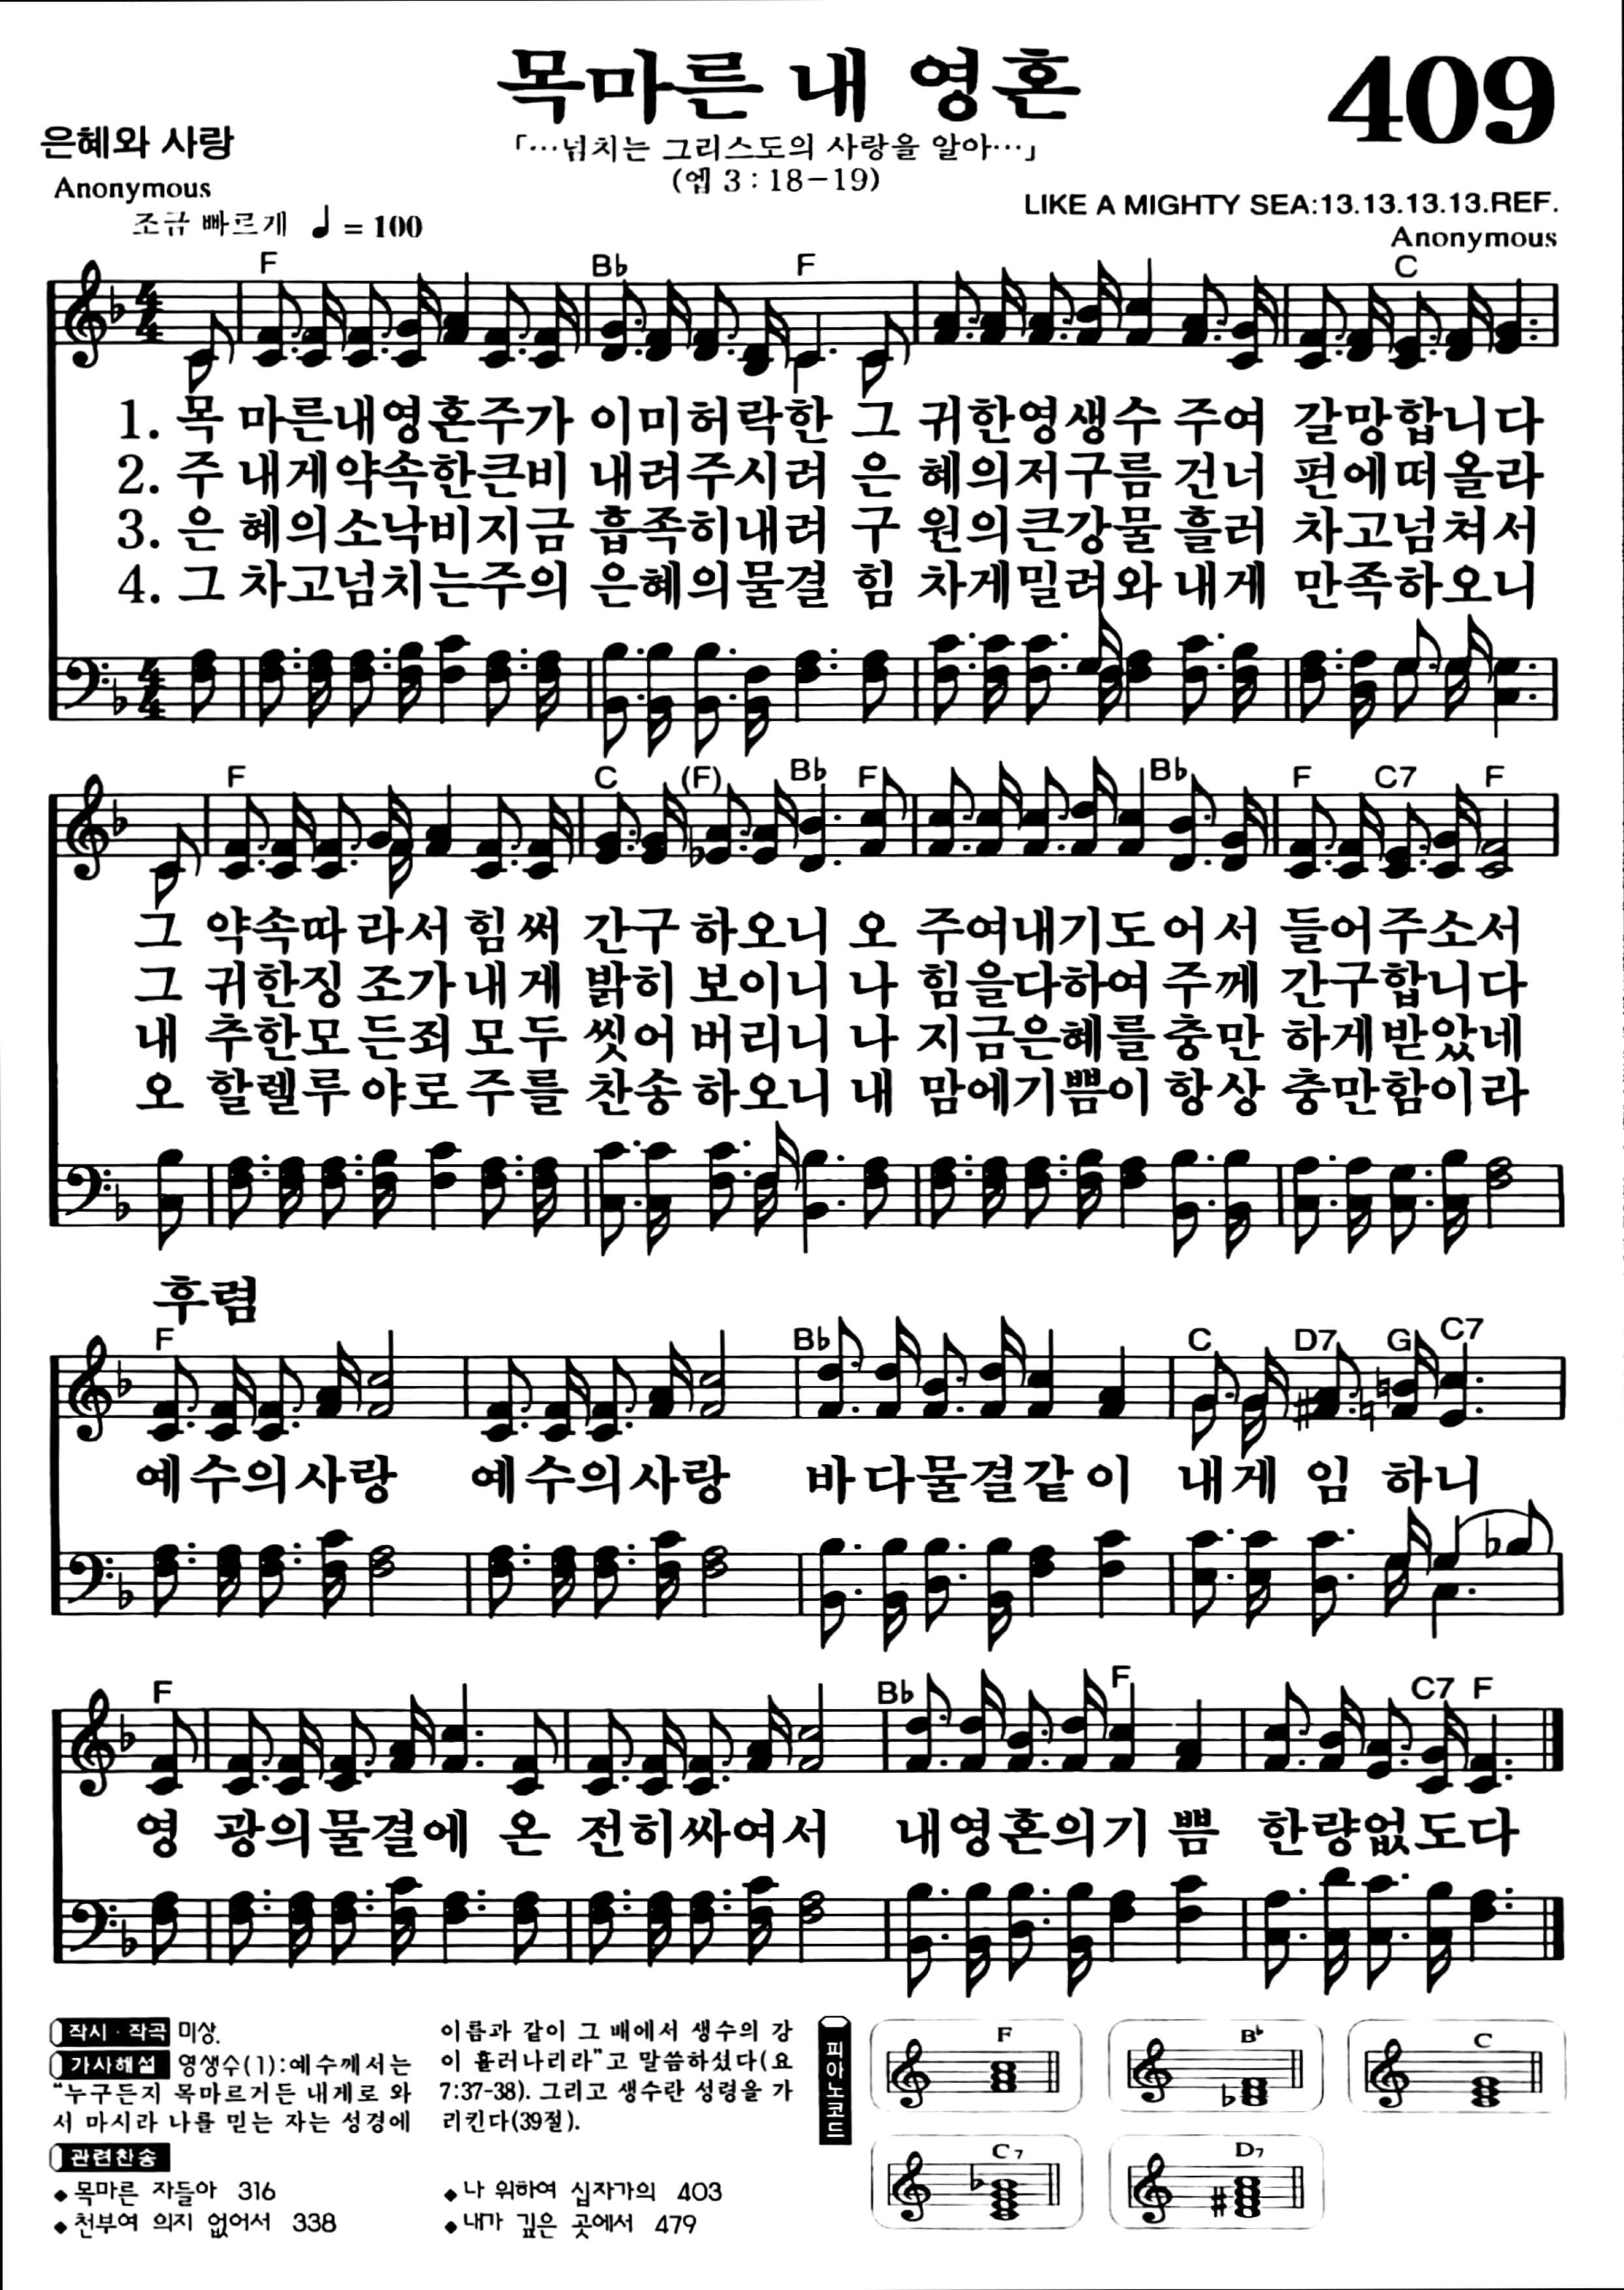 목마른 내 영혼
409
은혜와 사랑
「…넘치는 그리스도의 사랑을 알아…」
(엡 3 : 18−19)
Anonymous
LIKE A MIGHTY SEA:13.13.13.13.REF.
조금 빠르게 ♩ = 100
Anonymous
F B♭ F C
1. 목 마른내영혼주가 이미허락한 그 귀한영생수 주여 갈망합니다
2. 주 내게약속한큰비 내려주시려 은 혜의저구름 건너 편에떠올라
3. 은 혜의소낙비지금 흡족히내려 구 원의큰강물 흘러 차고넘쳐서
4. 그 차고넘치는주의 은혜의물결 힘 차게밀려와 내게 만족하오니
F C (F) B♭ F B♭ F C7 F
그 약속따 라서 힘써 간구 하오니 오 주여내기도 어서 들어주소서
그 귀한징 조가 내게 밝히 보이니 나 힘을다하여 주께 간구합니다
내 추한모 든죄 모두 씻어 버리니 나 지금은혜를 충만 하게받았네
오 할렐루 야로 주를 찬송 하오니 내 맘에기쁨이 항상 충만함이라
후렴
F B♭ C D7 G C7
예수의사랑 예수의사랑 바다물결같이 내게 임 하니
F B♭ F C7 F
영 광의물결에 온 전히싸여서 내영혼의기 쁨 한량없도다
작시 · 작곡 미상.
가사해설 영생수(1):예수께서는
“누구든지 목마르거든 내게로 와
서 마시라 나를 믿는 자는 성경에
이름과 같이 그 배에서 생수의 강
이 흘러나리라”고 말씀하셨다(요
7:37-38). 그리고 생수란 성령을 가
리킨다(39절).
관련찬송
◆목마른 자들아 316
◆천부여 의지 없어서 338
◆나 위하여 십자가의 403
◆내가 깊은 곳에서 479
피아노코드
F B♭ C
C7 D7